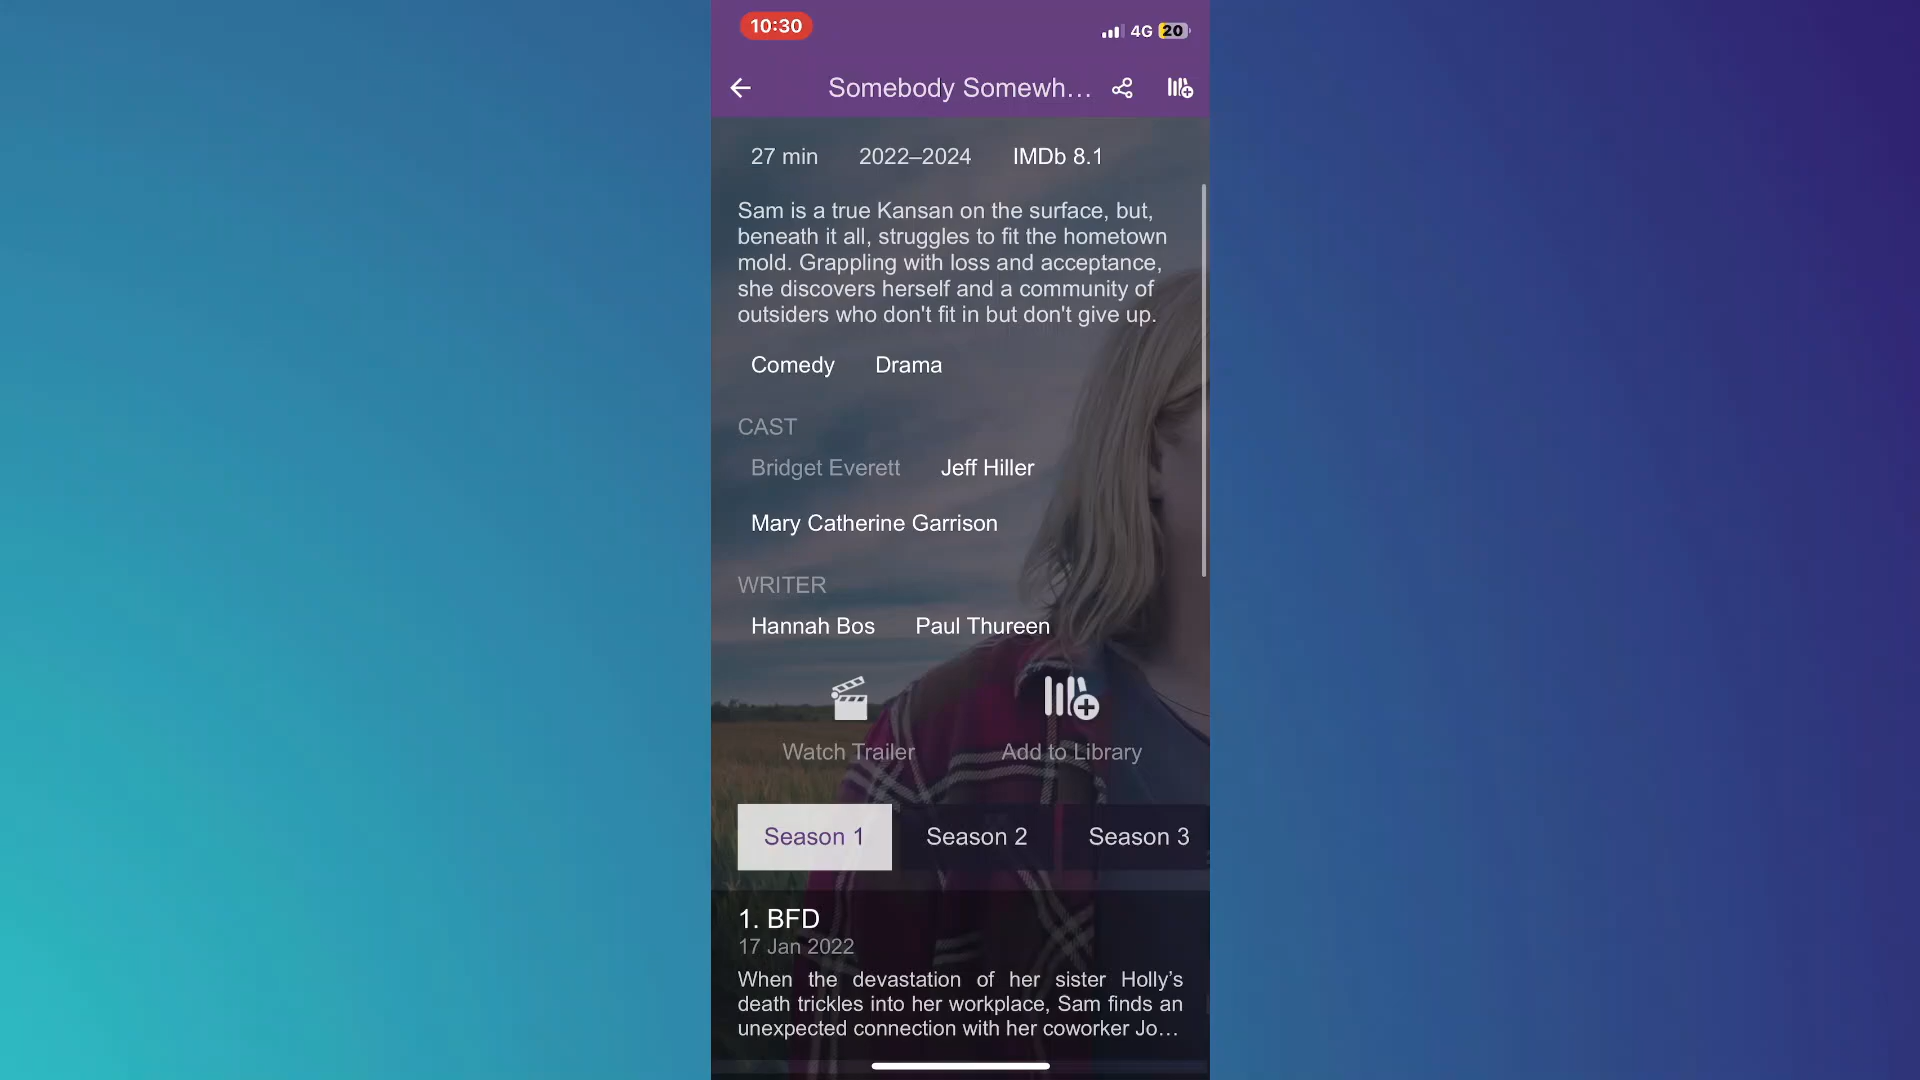 10:30
4G 20
Somebody Somewh...
27 min 2022–2024 IMDb 8.1
Sam is a true Kansan on the surface, but,
beneath it all, struggles to fit the hometown
mold. Grappling with loss and acceptance,
she discovers herself and a community of
outsiders who don't fit in but don't give up.
Comedy Drama
CAST
Bridget Everett Jeff Hiller
Mary Catherine Garrison
WRITER
Hannah Bos Paul Thureen
Watch Trailer Add to Library
Season 1 Season 2 Season 3
1. BFD
17 Jan 2022
When the devastation of her sister Holly’s
death trickles into her workplace, Sam finds an
unexpected connection with her coworker Jo...